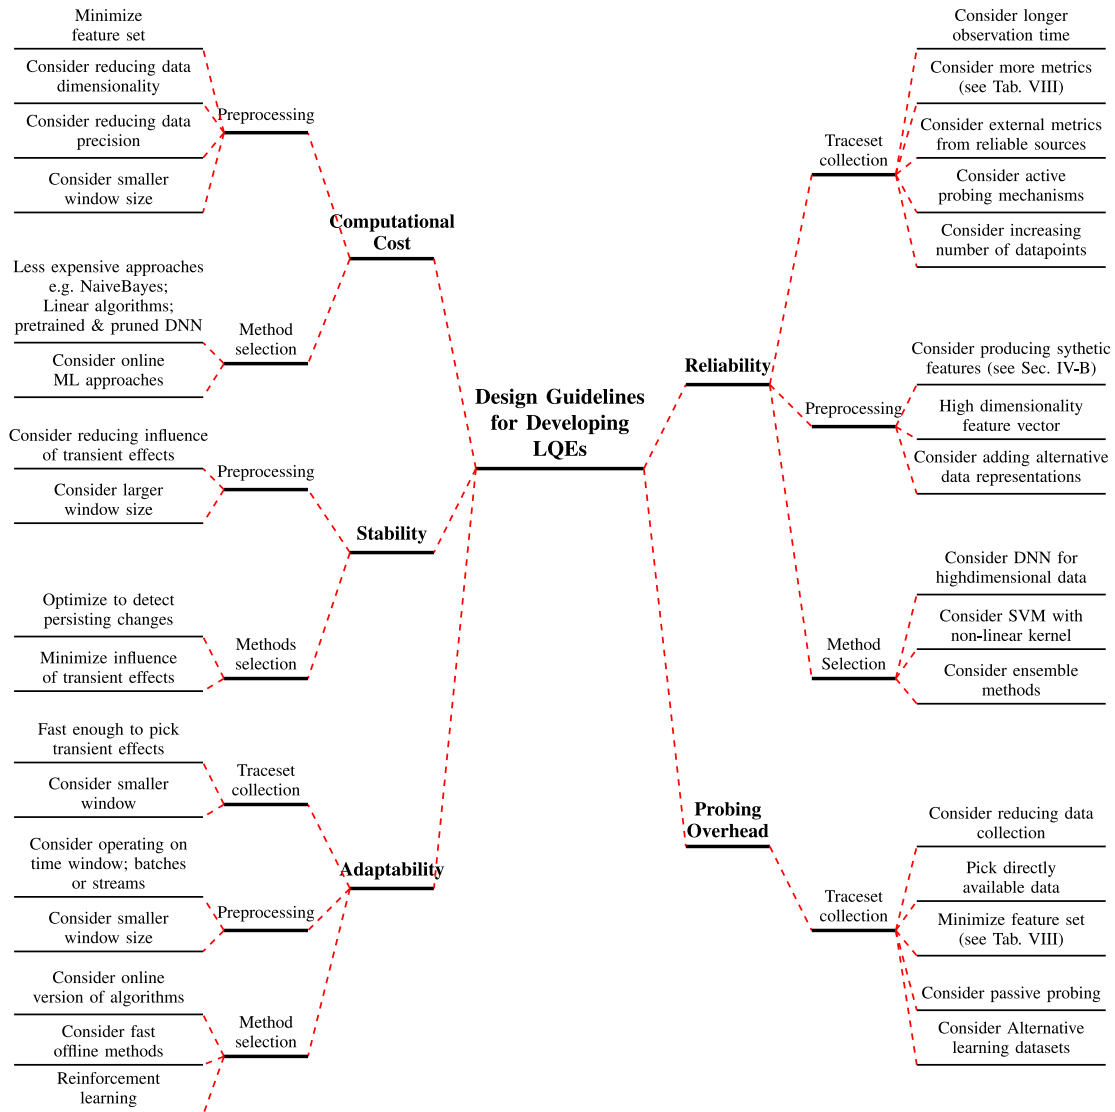 Minimize
feature set
Consider reducing data
dimensionality
Consider reducing data
precision
Consider smaller
window size
Preprocessing
Less expensive approaches
e.g. NaiveBayes;
Linear algorithms;
pretrained & pruned DNN
Consider online
ML approaches
Method
selection
Computational
Cost
Consider reducing influence
of transient effects
Consider larger
window size
Preprocessing
Optimize to detect
persisting changes
Minimize influence
of transient effects
Methods
selection
Stability
Fast enough to pick
transient effects
Consider smaller
window
Traceset
collection
Consider operating on
time window; batches
or streams
Consider smaller
window size
Preprocessing
Consider online
version of algorithms
Consider fast
offline methods
Reinforcement
learning
Method
selection
Adaptability
Design Guidelines
for Developing
LQEs
Reliability
Traceset
collection
Consider longer
observation time
Consider more metrics
(see Tab. VIII)
Consider external metrics
from reliable sources
Consider active
probing mechanisms
Consider increasing
number of datapoints
Preprocessing
Consider producing sythetic
features (see Sec. IV-B)
High dimensionality
feature vector
Consider adding alternative
data representations
Method
Selection
Consider DNN for
highdimensional data
Consider SVM with
non-linear kernel
Consider ensemble
methods
Probing
Overhead
Traceset
collection
Consider reducing data
collection
Pick directly
available data
Minimize feature set
(see Tab. VIII)
Consider passive probing
Consider Alternative
learning datasets